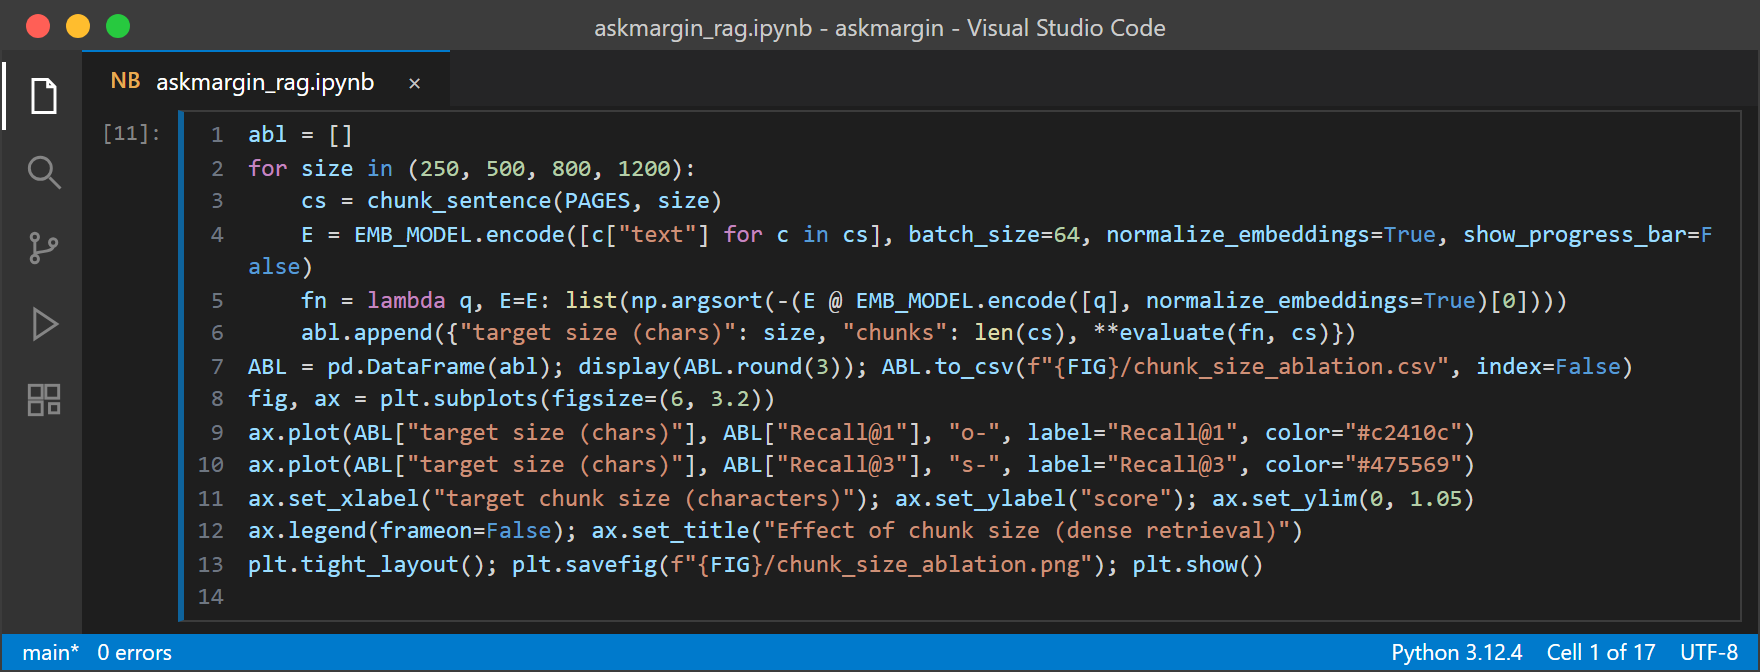 askmargin_rag.ipynb - askmargin - Visual Studio Code
NB askmargin_rag.ipynb ×
[11]:
1 abl = []
2 for size in (250, 500, 800, 1200):
3     cs = chunk_sentence(PAGES, size)
4     E = EMB_MODEL.encode([c["text"] for c in cs], batch_size=64, normalize_embeddings=True, show_progress_bar=F
alse)
5     fn = lambda q, E=E: list(np.argsort(-(E @ EMB_MODEL.encode([q], normalize_embeddings=True)[0])))
6     abl.append({"target size (chars)": size, "chunks": len(cs), **evaluate(fn, cs)})
7 ABL = pd.DataFrame(abl); display(ABL.round(3)); ABL.to_csv(f"{FIG}/chunk_size_ablation.csv", index=False)
8 fig, ax = plt.subplots(figsize=(6, 3.2))
9 ax.plot(ABL["target size (chars)"], ABL["Recall@1"], "o-", label="Recall@1", color="#c2410c")
10 ax.plot(ABL["target size (chars)"], ABL["Recall@3"], "s-", label="Recall@3", color="#475569")
11 ax.set_xlabel("target chunk size (characters)"); ax.set_ylabel("score"); ax.set_ylim(0, 1.05)
12 ax.legend(frameon=False); ax.set_title("Effect of chunk size (dense retrieval)")
13 plt.tight_layout(); plt.savefig(f"{FIG}/chunk_size_ablation.png"); plt.show()
14
main* 0 errors Python 3.12.4 Cell 1 of 17 UTF-8